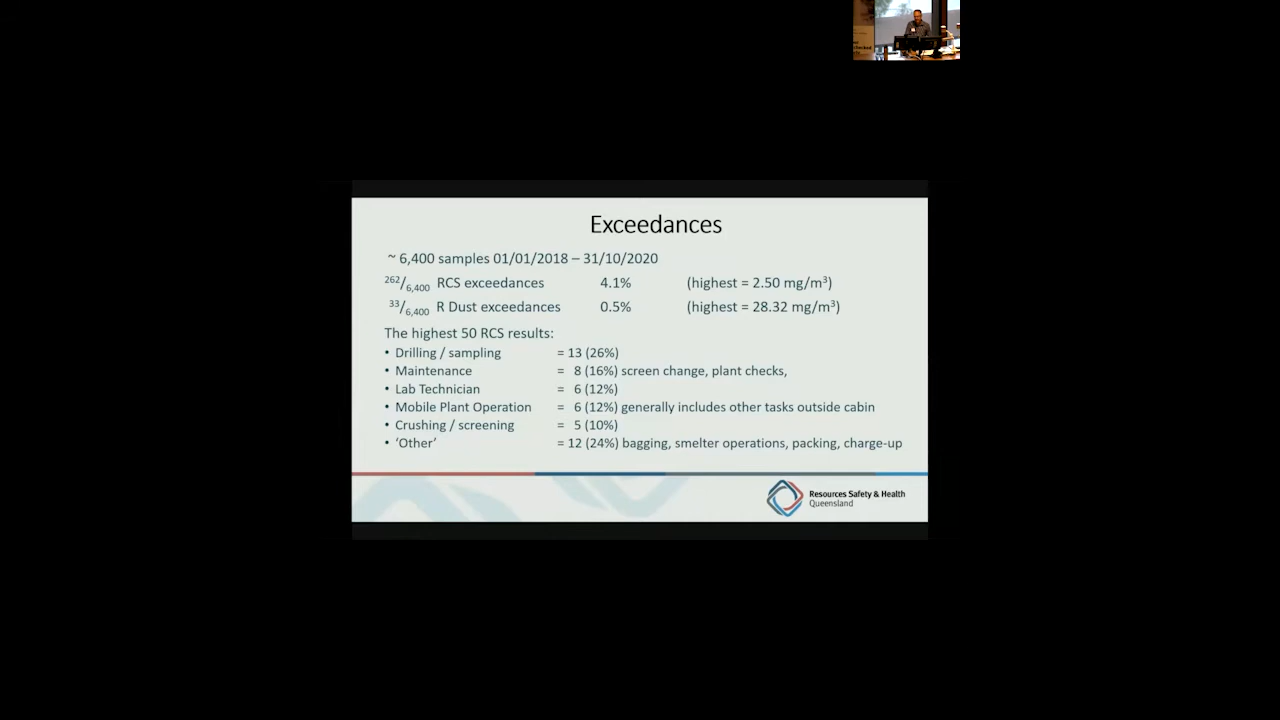 Exceedances
~ 6,400 samples 01/01/2018 – 31/10/2020
262/6,400 RCS exceedances 4.1% (highest = 2.50 mg/m³)
33/6,400 R Dust exceedances 0.5% (highest = 28.32 mg/m³)
The highest 50 RCS results:
• Drilling / sampling = 13 (26%)
• Maintenance = 8 (16%) screen change, plant checks,
• Lab Technician = 6 (12%)
• Mobile Plant Operation = 6 (12%) generally includes other tasks outside cabin
• Crushing / screening = 5 (10%)
• ‘Other’ = 12 (24%) bagging, smelter operations, packing, charge-up
Resources Safety & Health
Queensland